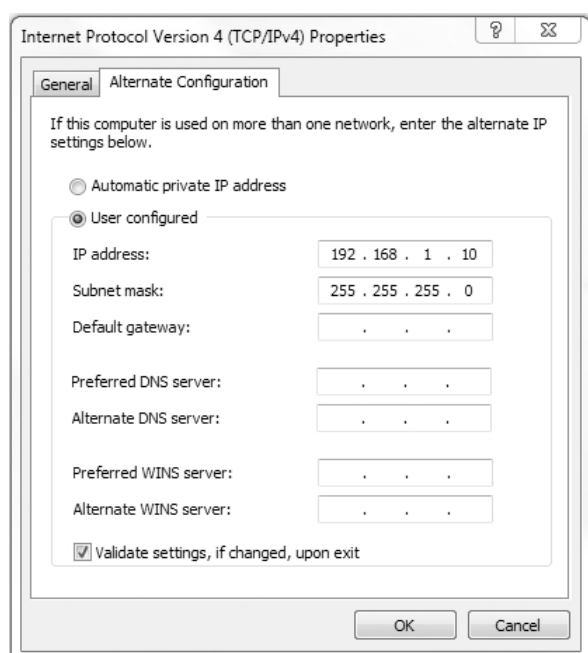 Internet Protocol Version 4 (TCP/IPv4) Properties
General
Alternate Configuration
If this computer is used on more than one network, enter the alternate IP
settings below.
Automatic private IP address
User configured
IP address:
192 . 168 . 1 . 10
Subnet mask:
255 . 255 . 255 . 0
Default gateway:
. . .
Preferred DNS server:
. . .
Alternate DNS server:
. . .
Preferred WINS server:
. . .
Alternate WINS server:
. . .
Validate settings, if changed, upon exit
OK
Cancel